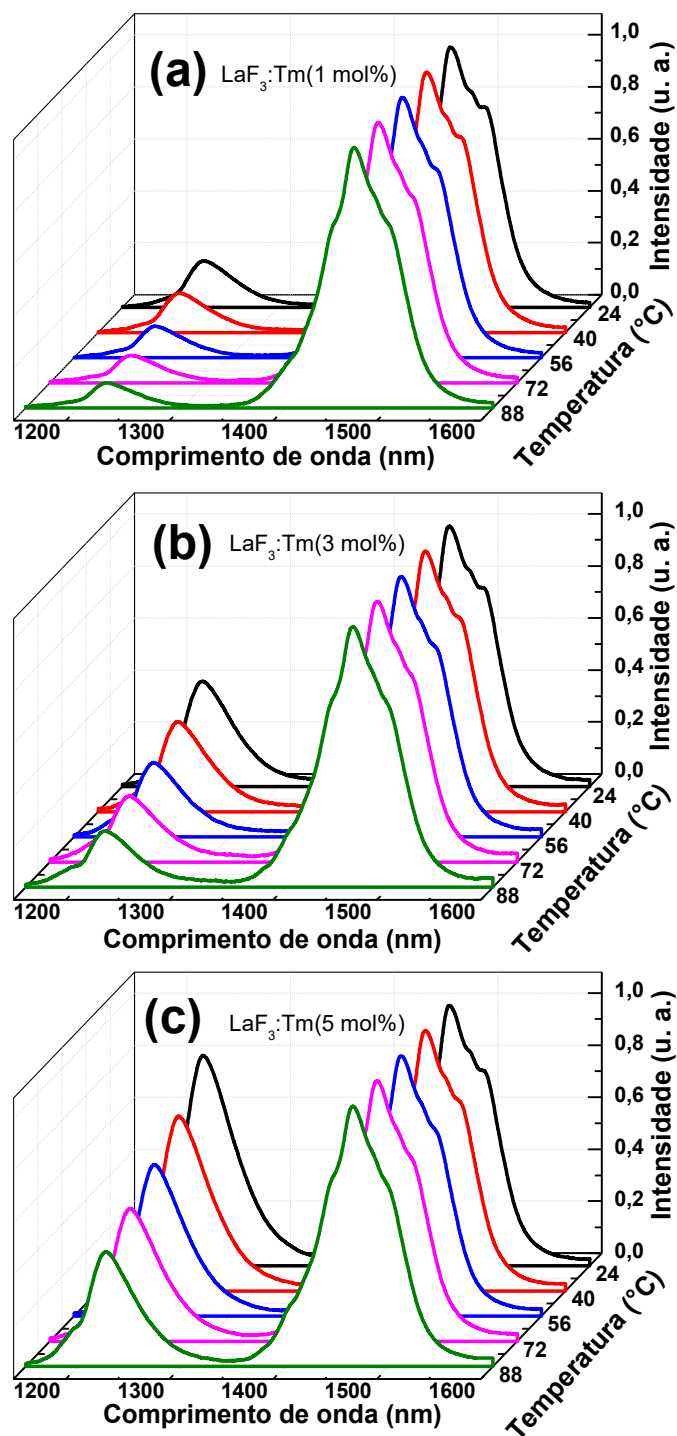 (a) LaF3:Tm(1 mol%)
1,0
0,8
0,6
0,4
0,2
0,0
Intensidade (u. a.)
24
40
56
72
88
Temperatura (°C)
1200 1300 1400 1500 1600
Comprimento de onda (nm)
(b) LaF3:Tm(3 mol%)
1,0
0,8
0,6
0,4
0,2
0,0
Intensidade (u. a.)
24
40
56
72
88
Temperatura (°C)
1200 1300 1400 1500 1600
Comprimento de onda (nm)
(c) LaF3:Tm(5 mol%)
1,0
0,8
0,6
0,4
0,2
0,0
Intensidade (u. a.)
24
40
56
72
88
Temperatura (°C)
1200 1300 1400 1500 1600
Comprimento de onda (nm)